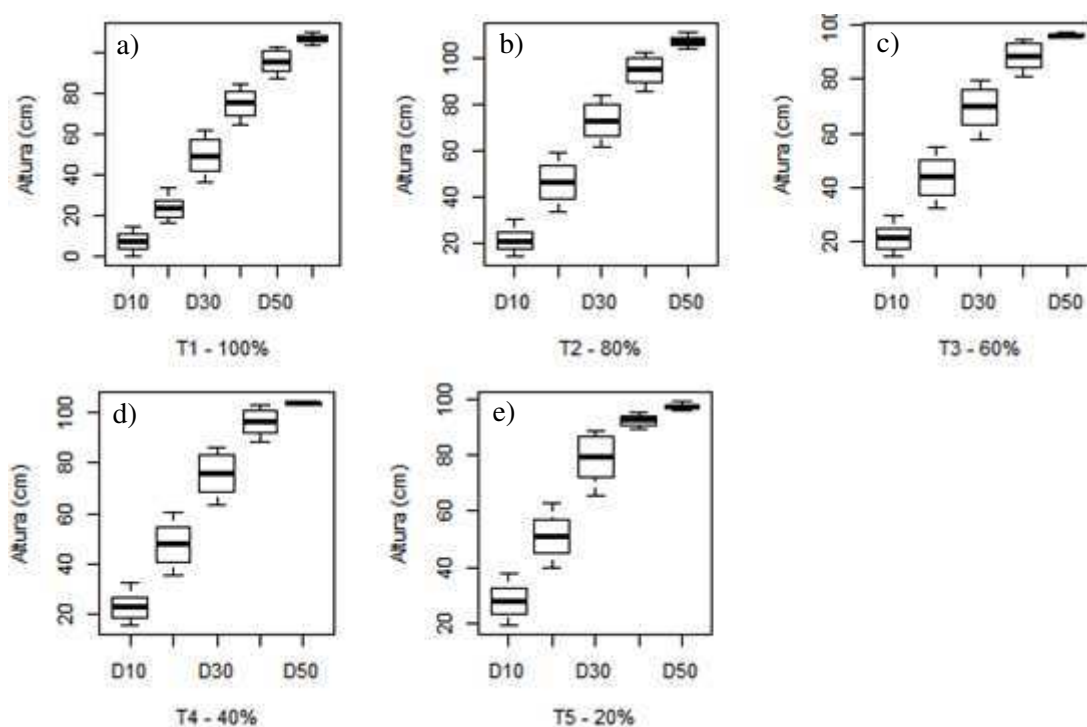 a)
Altura (cm)
0 20 40 60 80
D10 D30 D50
T1 - 100%
b)
Altura (cm)
20 40 60 80 100
D10 D30 D50
T2 - 80%
c)
Altura (cm)
20 40 60 80
D10 D30 D50
T3 - 60%
d)
Altura (cm)
20 40 60 80 100
D10 D30 D50
T4 - 40%
e)
Altura (cm)
20 40 60 80 100
D10 D30 D50
T5 - 20%